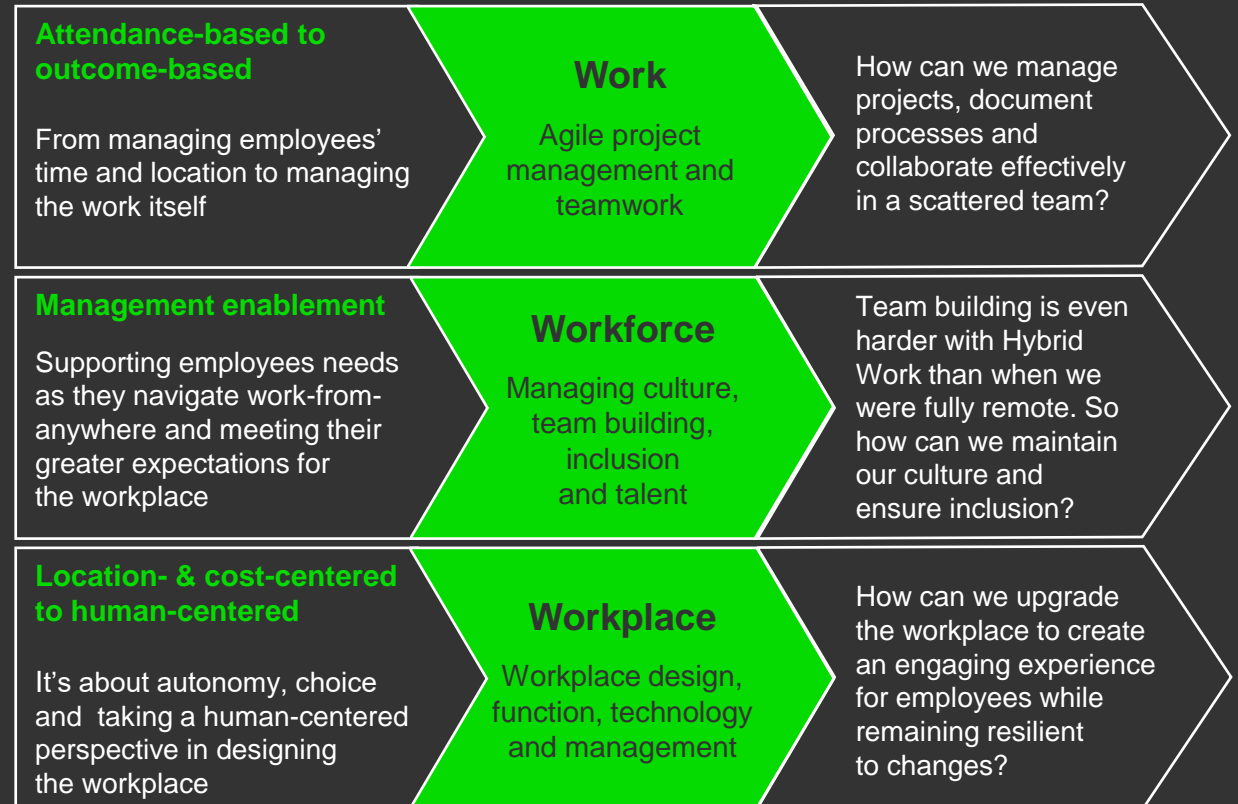 Attendance-based to
outcome-based
From managing employees’
time and location to managing
the work itself
Work
Agile project
management and
teamwork
How can we manage
projects, document
processes and
collaborate effectively
in a scattered team?
Management enablement
Supporting employees needs
as they navigate work-from-
anywhere and meeting their
greater expectations for
the workplace
Workforce
Managing culture,
team building,
inclusion
and talent
Team building is even
harder with Hybrid
Work than when we
were fully remote. So
how can we maintain
our culture and
ensure inclusion?
Location- & cost-centered
to human-centered
It’s about autonomy, choice
and  taking a human-centered
perspective in designing
the workplace
Workplace
Workplace design,
function, technology
and management
How can we upgrade
the workplace to create
an engaging experience
for employees while
remaining resilient
to changes?